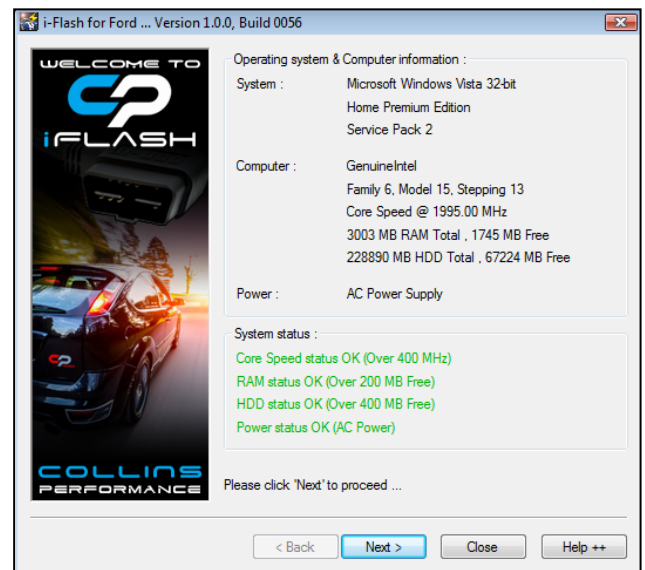 i-Flash for Ford ... Version 1.0.0, Build 0056
WELCOME TO
CP
iFLASH
CP
COLLINS
PERFORMANCE
Operating system & Computer information :
System : Microsoft Windows Vista 32-bit
Home Premium Edition
Service Pack 2
Computer : GenuineIntel
Family 6, Model 15, Stepping 13
Core Speed @ 1995.00 MHz
3003 MB RAM Total , 1745 MB Free
228890 MB HDD Total , 67224 MB Free
Power : AC Power Supply
System status :
Core Speed status OK (Over 400 MHz)
RAM status OK (Over 200 MB Free)
HDD status OK (Over 400 MB Free)
Power status OK (AC Power)
Please click 'Next' to proceed ...
< Back Next > Close Help ++